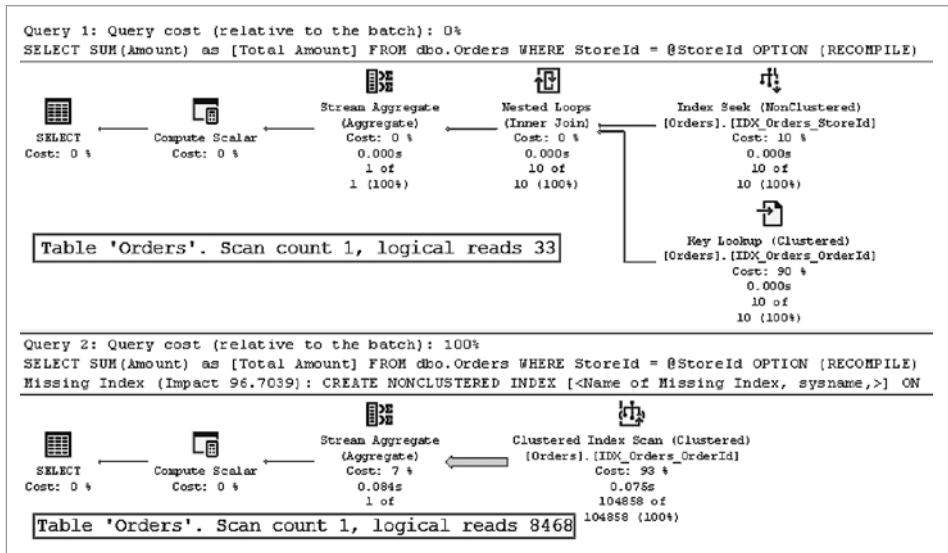 Query 1: Query cost (relative to the batch): 0%
SELECT SUM(Amount) as [Total Amount] FROM dbo.Orders WHERE StoreId = @StoreId OPTION (RECOMPILE)
SELECT
Cost: 0 %
Compute Scalar
Cost: 0 %
Stream Aggregate
(Aggregate)
Cost: 0 %
0.000s
1 of
1 (100%)
Nested Loops
(Inner Join)
Cost: 0 %
0.000s
10 of
10 (100%)
Index Seek (NonClustered)
[Orders].[IDX_Orders_StoreId]
Cost: 10 %
0.000s
10 of
10 (100%)
Key Lookup (Clustered)
[Orders].[IDX_Orders_OrderId]
Cost: 90 %
0.000s
10 of
10 (100%)
Table 'Orders'. Scan count 1, logical reads 33
Query 2: Query cost (relative to the batch): 100%
SELECT SUM(Amount) as [Total Amount] FROM dbo.Orders WHERE StoreId = @StoreId OPTION (RECOMPILE)
Missing Index (Impact 96.7039): CREATE NONCLUSTERED INDEX [<Name of Missing Index, sysname,>] ON
SELECT
Cost: 0 %
Compute Scalar
Cost: 0 %
Stream Aggregate
(Aggregate)
Cost: 7 %
0.084s
1 of
Clustered Index Scan (Clustered)
[Orders].[IDX_Orders_OrderId]
Cost: 93 %
0.075s
104858 of
104858 (100%)
Table 'Orders'. Scan count 1, logical reads 8468